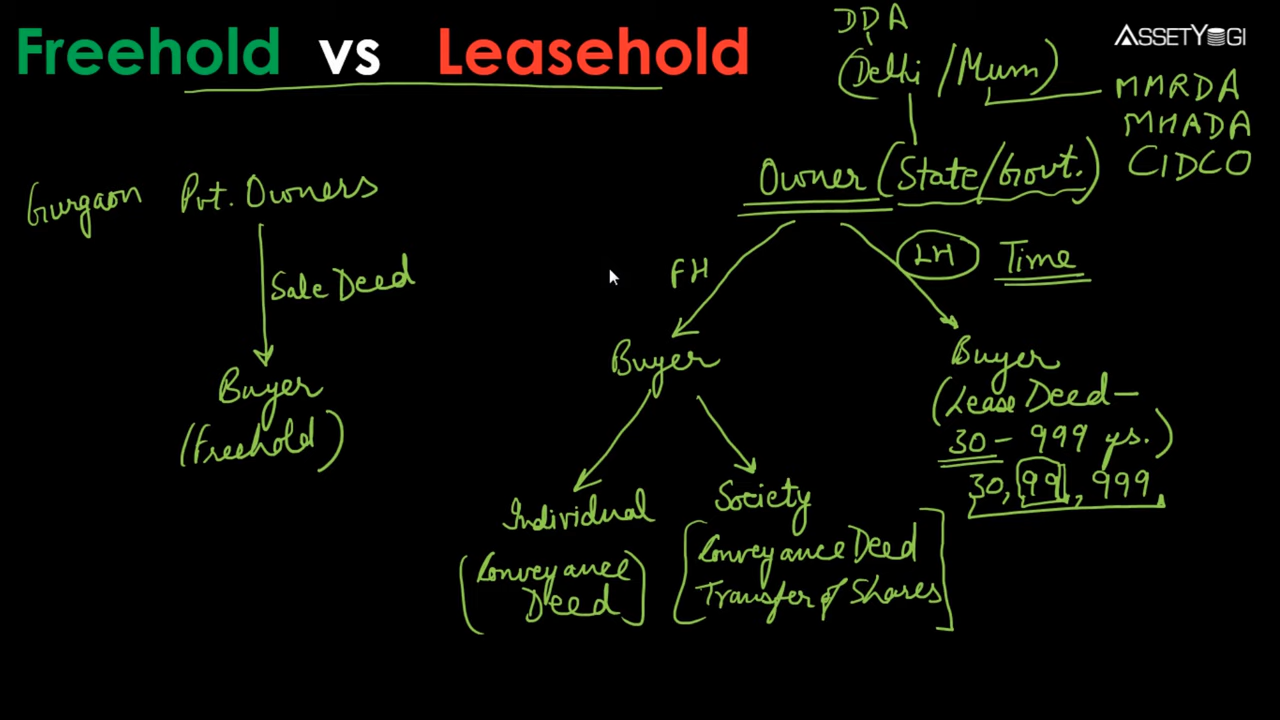 Freehold vs Leasehold
ASSETYOGI
DDA
(Delhi / Mum)
MMRDA
MHADA
CIDCO
Gurgaon Pvt. Owners
Sale Deed
Buyer
(Freehold)
Owner (State/Govt.)
FH
LH Time
Buyer
Individual
(Conveyance
Deed)
Society
[Conveyance Deed
Transfer of Shares]
Buyer
(Lease Deed –
30 – 999 ys.)
30, 99, 999